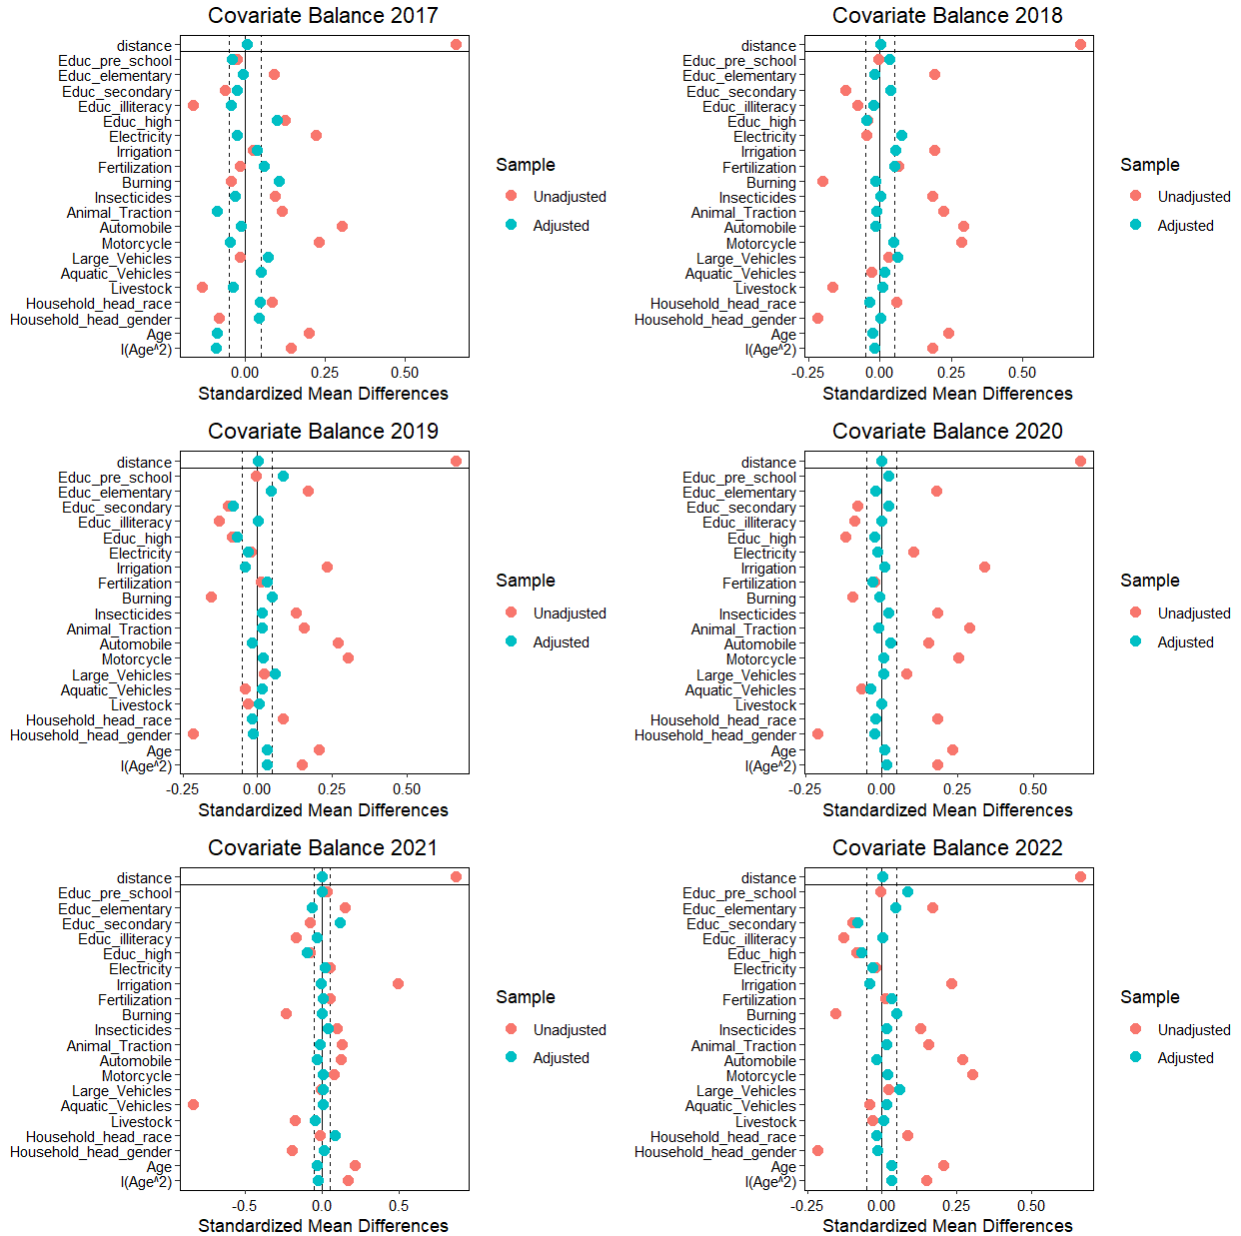 Covariate Balance 2017
distance
Educ_pre_school
Educ_elementary
Educ_secondary
Educ_illiteracy
Educ_high
Electricity
Irrigation
Fertilization
Burning
Insecticides
Animal_Traction
Automobile
Motorcycle
Large_Vehicles
Aquatic_Vehicles
Livestock
Household_head_race
Household_head_gender
Age
I(Age^2)
0.00 0.25 0.50
Standardized Mean Differences
Sample
Unadjusted
Adjusted
Covariate Balance 2018
distance
Educ_pre_school
Educ_elementary
Educ_secondary
Educ_illiteracy
Educ_high
Electricity
Irrigation
Fertilization
Burning
Insecticides
Animal_Traction
Automobile
Motorcycle
Large_Vehicles
Aquatic_Vehicles
Livestock
Household_head_race
Household_head_gender
Age
I(Age^2)
-0.25 0.00 0.25 0.50
Standardized Mean Differences
Sample
Unadjusted
Adjusted
Covariate Balance 2019
distance
Educ_pre_school
Educ_elementary
Educ_secondary
Educ_illiteracy
Educ_high
Electricity
Irrigation
Fertilization
Burning
Insecticides
Animal_Traction
Automobile
Motorcycle
Large_Vehicles
Aquatic_Vehicles
Livestock
Household_head_race
Household_head_gender
Age
I(Age^2)
-0.25 0.00 0.25 0.50
Standardized Mean Differences
Sample
Unadjusted
Adjusted
Covariate Balance 2020
distance
Educ_pre_school
Educ_elementary
Educ_secondary
Educ_illiteracy
Educ_high
Electricity
Irrigation
Fertilization
Burning
Insecticides
Animal_Traction
Automobile
Motorcycle
Large_Vehicles
Aquatic_Vehicles
Livestock
Household_head_race
Household_head_gender
Age
I(Age^2)
-0.25 0.00 0.25 0.50
Standardized Mean Differences
Sample
Unadjusted
Adjusted
Covariate Balance 2021
distance
Educ_pre_school
Educ_elementary
Educ_secondary
Educ_illiteracy
Educ_high
Electricity
Irrigation
Fertilization
Burning
Insecticides
Animal_Traction
Automobile
Motorcycle
Large_Vehicles
Aquatic_Vehicles
Livestock
Household_head_race
Household_head_gender
Age
I(Age^2)
-0.5 0.0 0.5
Standardized Mean Differences
Sample
Unadjusted
Adjusted
Covariate Balance 2022
distance
Educ_pre_school
Educ_elementary
Educ_secondary
Educ_illiteracy
Educ_high
Electricity
Irrigation
Fertilization
Burning
Insecticides
Animal_Traction
Automobile
Motorcycle
Large_Vehicles
Aquatic_Vehicles
Livestock
Household_head_race
Household_head_gender
Age
I(Age^2)
-0.25 0.00 0.25 0.50
Standardized Mean Differences
Sample
Unadjusted
Adjusted